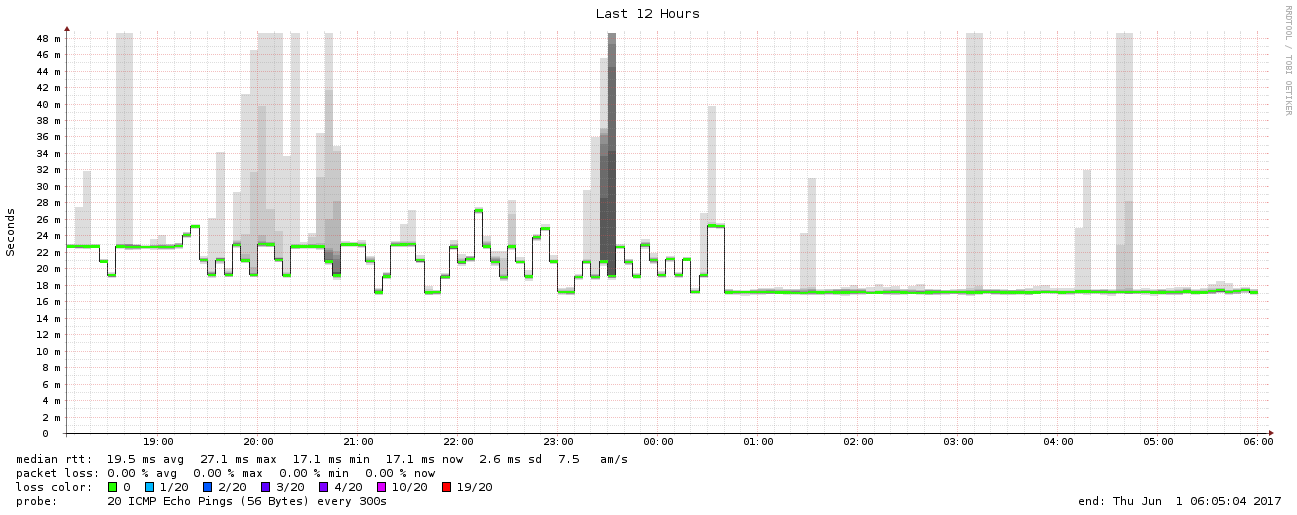 Last 12 Hours
RRDTOOL / TOBI OETIKER
Seconds
48 m
46 m
44 m
42 m
40 m
38 m
36 m
34 m
32 m
30 m
28 m
26 m
24 m
22 m
20 m
18 m
16 m
14 m
12 m
10 m
8 m
6 m
4 m
2 m
0
19:00 20:00 21:00 22:00 23:00 00:00 01:00 02:00 03:00 04:00 05:00 06:00
median rtt: 19.5 ms avg 27.1 ms max 17.1 ms min 17.1 ms now 2.6 ms sd 7.5 am/s
packet loss: 0.00 % avg 0.00 % max 0.00 % min 0.00 % now
loss color: 0 1/20 2/20 3/20 4/20 10/20 19/20
probe: 20 ICMP Echo Pings (56 Bytes) every 300s end: Thu Jun 1 06:05:04 2017